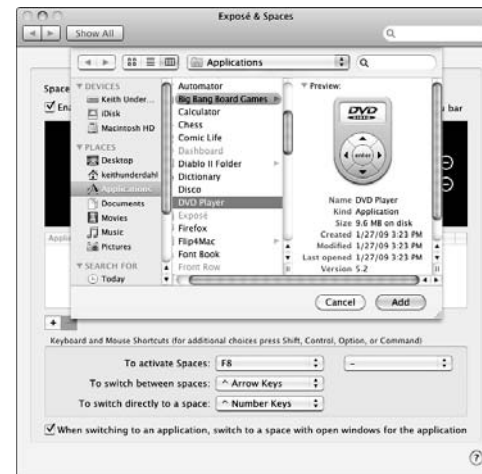 Exposé & Spaces
Show All
Applications
Space
Ena
u bar
DEVICES
Keith Under...
iDisk
Macintosh HD
PLACES
Desktop
keithunderdahl
Applications
Documents
Movies
Music
Pictures
SEARCH FOR
Today
Automator
Big Bang Board Games
Calculator
Chess
Comic Life
Dashboard
Diablo II Folder
Dictionary
Disco
DVD Player
Exposé
Firefox
Flip4Mac
Font Book
Front Row
Preview:
DVD
VIDEO
enter
Name DVD Player
Kind Application
Size 9.6 MB on disk
Created 1/27/09 3:23 PM
Modified 1/27/09 3:23 PM
Last opened 1/27/09 3:23 PM
Version 5.2
Applic
Cancel
Add
+
Keyboard and Mouse Shortcuts (for additional choices press Shift, Control, Option, or Command)
To activate Spaces: F8 -
To switch between spaces: ^ Arrow Keys
To switch directly to a space: ^ Number Keys
When switching to an application, switch to a space with open windows for the application
?